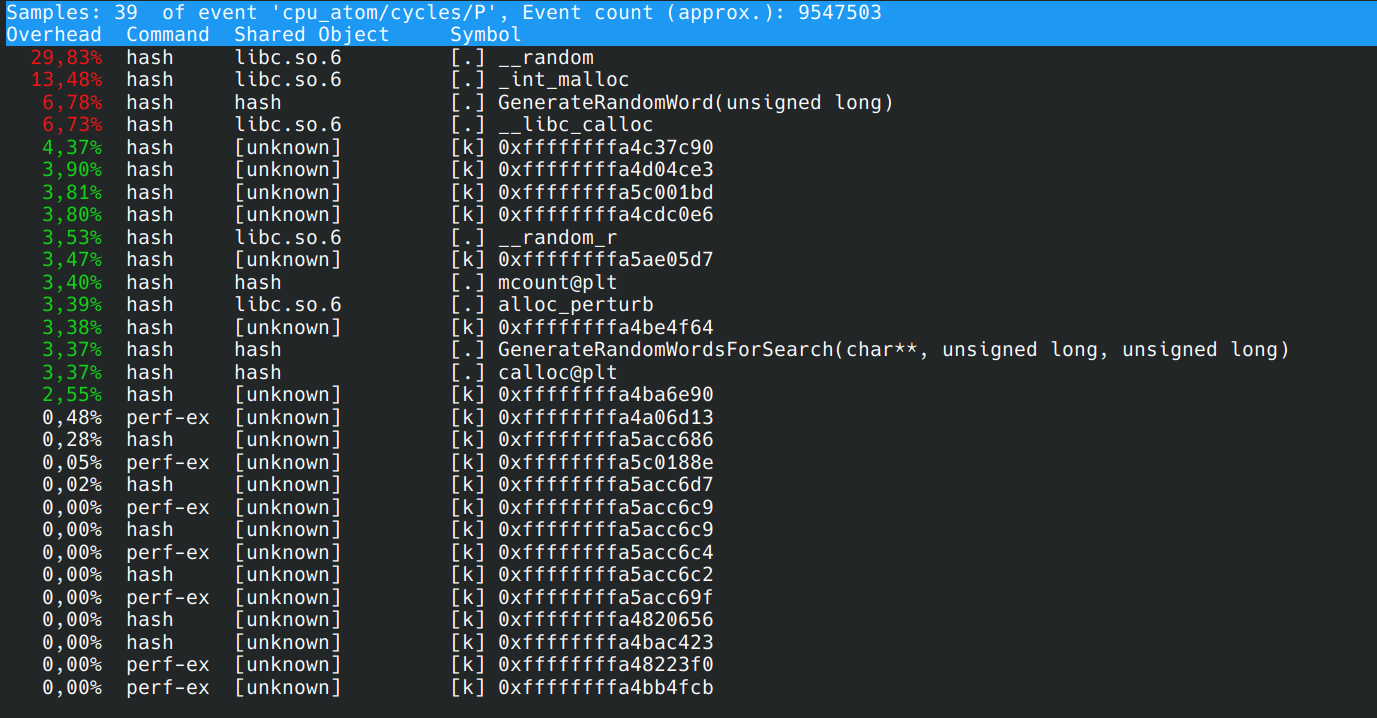 Samples: 39  of event 'cpu_atom/cycles/P', Event count (approx.): 9547503
Overhead  Command  Shared Object     Symbol
29,83%  hash     libc.so.6         [.] __random
13,48%  hash     libc.so.6         [.] _int_malloc
6,78%  hash     hash              [.] GenerateRandomWord(unsigned long)
6,73%  hash     libc.so.6         [.] __libc_calloc
4,37%  hash     [unknown]         [k] 0xffffffffa4c37c90
3,90%  hash     [unknown]         [k] 0xffffffffa4d04ce3
3,81%  hash     [unknown]         [k] 0xffffffffa5c001bd
3,80%  hash     [unknown]         [k] 0xffffffffa4cdc0e6
3,53%  hash     libc.so.6         [.] __random_r
3,47%  hash     [unknown]         [k] 0xffffffffa5ae05d7
3,40%  hash     hash              [.] mcount@plt
3,39%  hash     libc.so.6         [.] alloc_perturb
3,38%  hash     [unknown]         [k] 0xffffffffa4be4f64
3,37%  hash     hash              [.] GenerateRandomWordsForSearch(char**, unsigned long, unsigned long)
3,37%  hash     hash              [.] calloc@plt
2,55%  hash     [unknown]         [k] 0xffffffffa4ba6e90
0,48%  perf-ex  [unknown]         [k] 0xffffffffa4a06d13
0,28%  hash     [unknown]         [k] 0xffffffffa5acc686
0,05%  perf-ex  [unknown]         [k] 0xffffffffa5c0188e
0,02%  hash     [unknown]         [k] 0xffffffffa5acc6d7
0,00%  perf-ex  [unknown]         [k] 0xffffffffa5acc6c9
0,00%  hash     [unknown]         [k] 0xffffffffa5acc6c9
0,00%  perf-ex  [unknown]         [k] 0xffffffffa5acc6c4
0,00%  hash     [unknown]         [k] 0xffffffffa5acc6c2
0,00%  perf-ex  [unknown]         [k] 0xffffffffa5acc69f
0,00%  hash     [unknown]         [k] 0xffffffffa4820656
0,00%  hash     [unknown]         [k] 0xffffffffa4bac423
0,00%  perf-ex  [unknown]         [k] 0xffffffffa48223f0
0,00%  perf-ex  [unknown]         [k] 0xffffffffa4bb4fcb